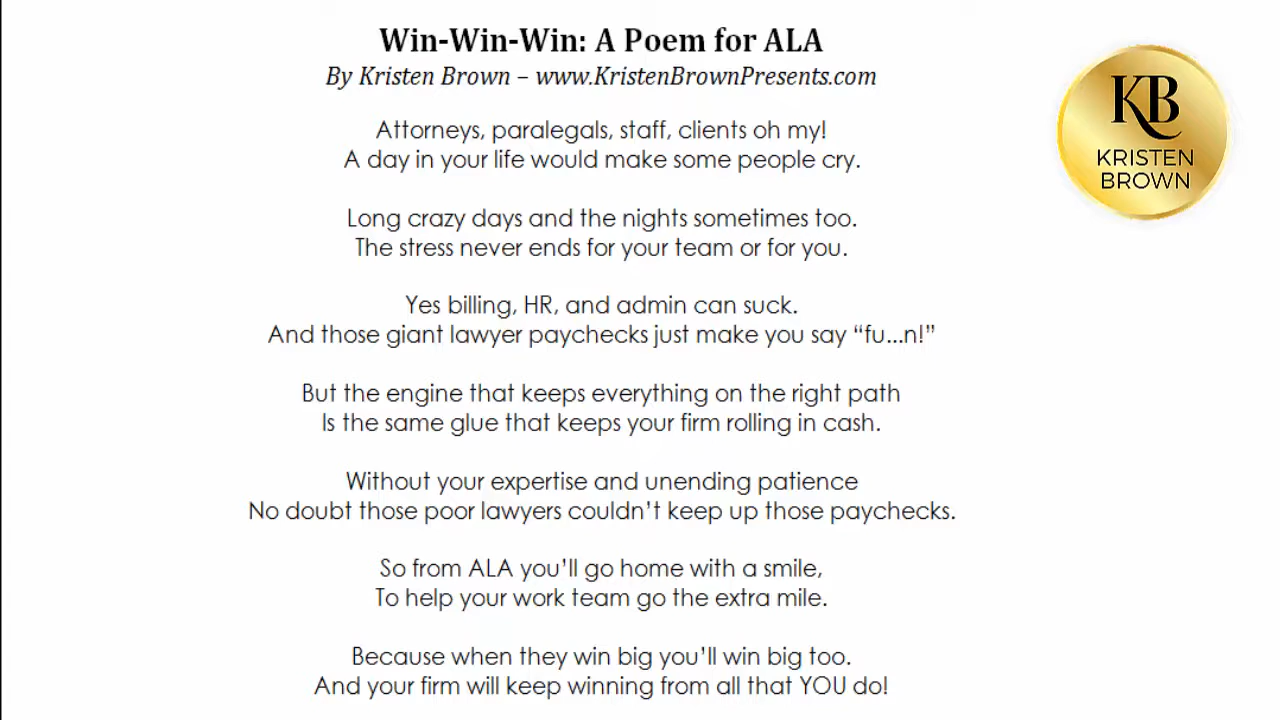 Win-Win-Win: A Poem for ALA
By Kristen Brown – www.KristenBrownPresents.com
KB
KRISTEN
BROWN
Attorneys, paralegals, staff, clients oh my!
A day in your life would make some people cry.
Long crazy days and the nights sometimes too.
The stress never ends for your team or for you.
Yes billing, HR, and admin can suck.
And those giant lawyer paychecks just make you say “fu...n!”
But the engine that keeps everything on the right path
Is the same glue that keeps your firm rolling in cash.
Without your expertise and unending patience
No doubt those poor lawyers couldn’t keep up those paychecks.
So from ALA you’ll go home with a smile,
To help your work team go the extra mile.
Because when they win big you’ll win big too.
And your firm will keep winning from all that YOU do!